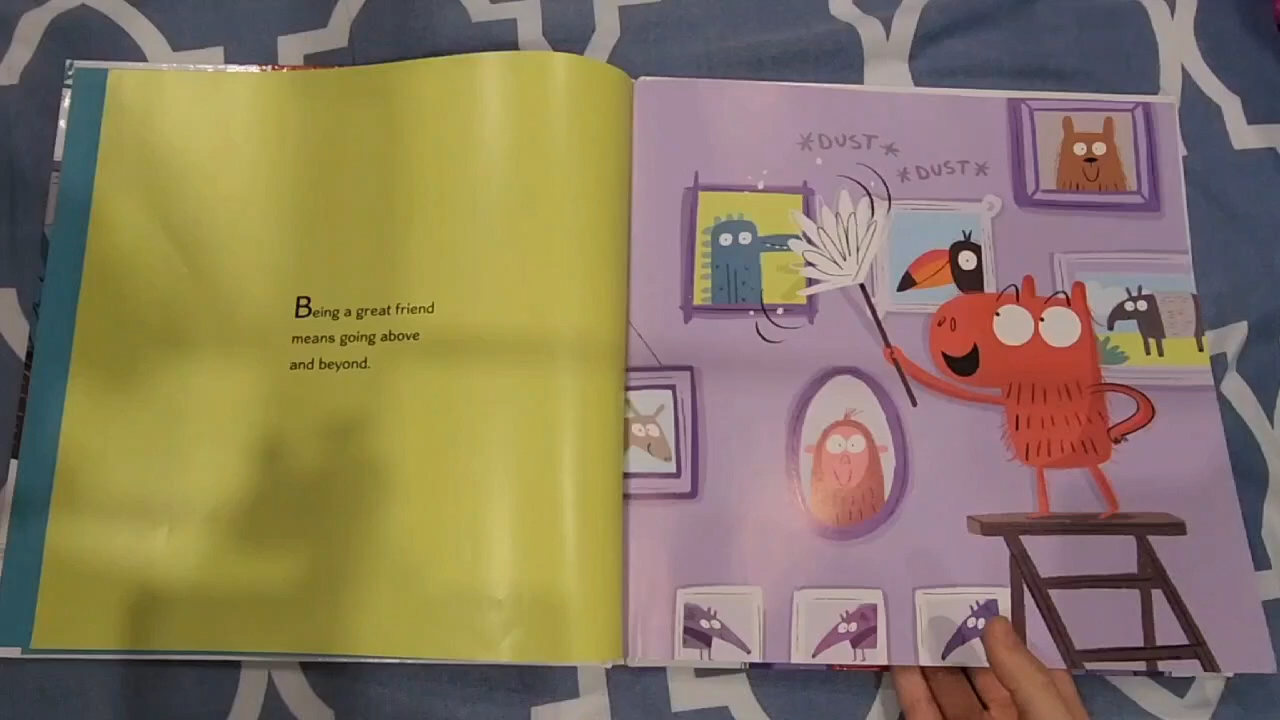 Being a great friend
means going above
and beyond.
*DUST*
*DUST*